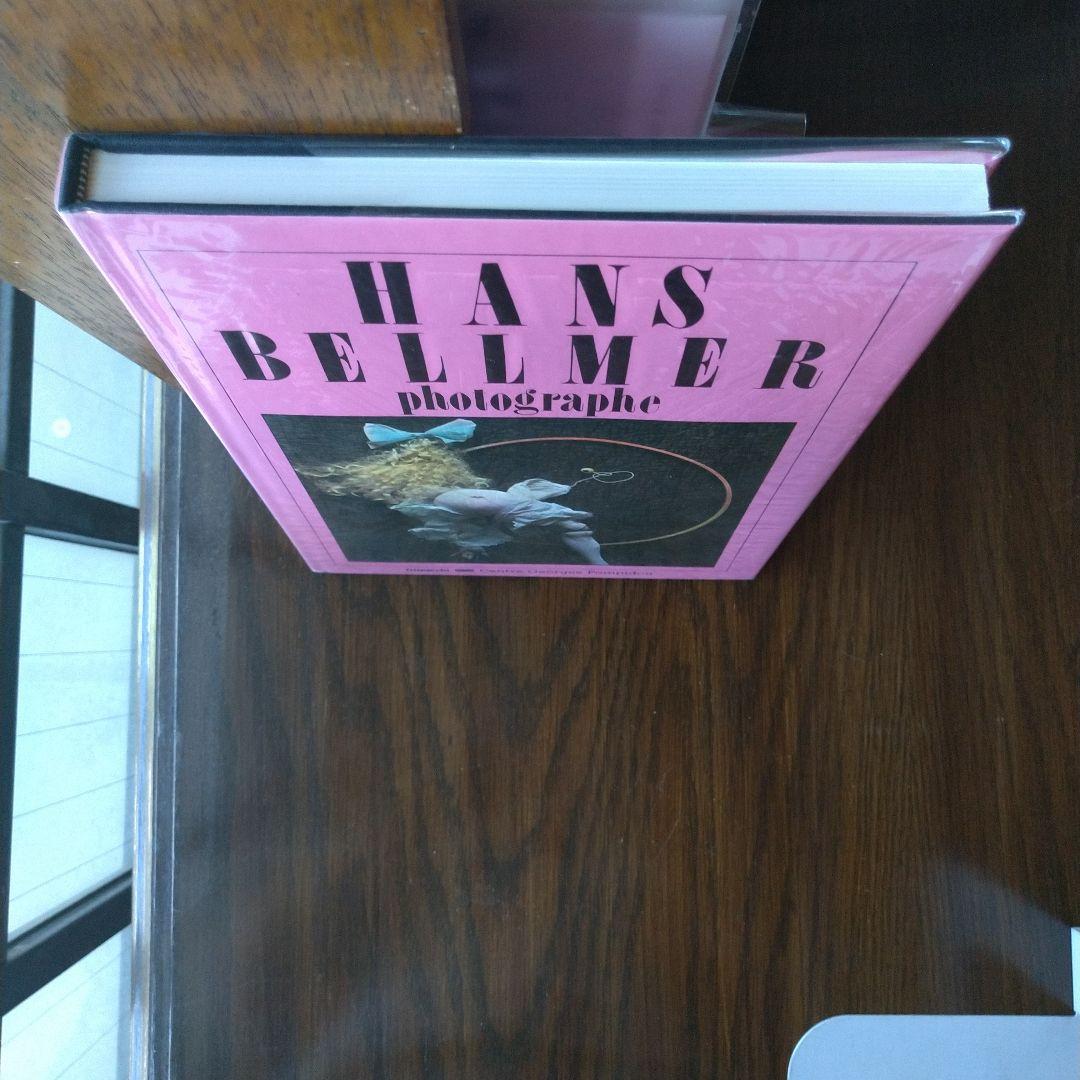 HANS
BELLMER
photographe
Centre Georges Pompidou